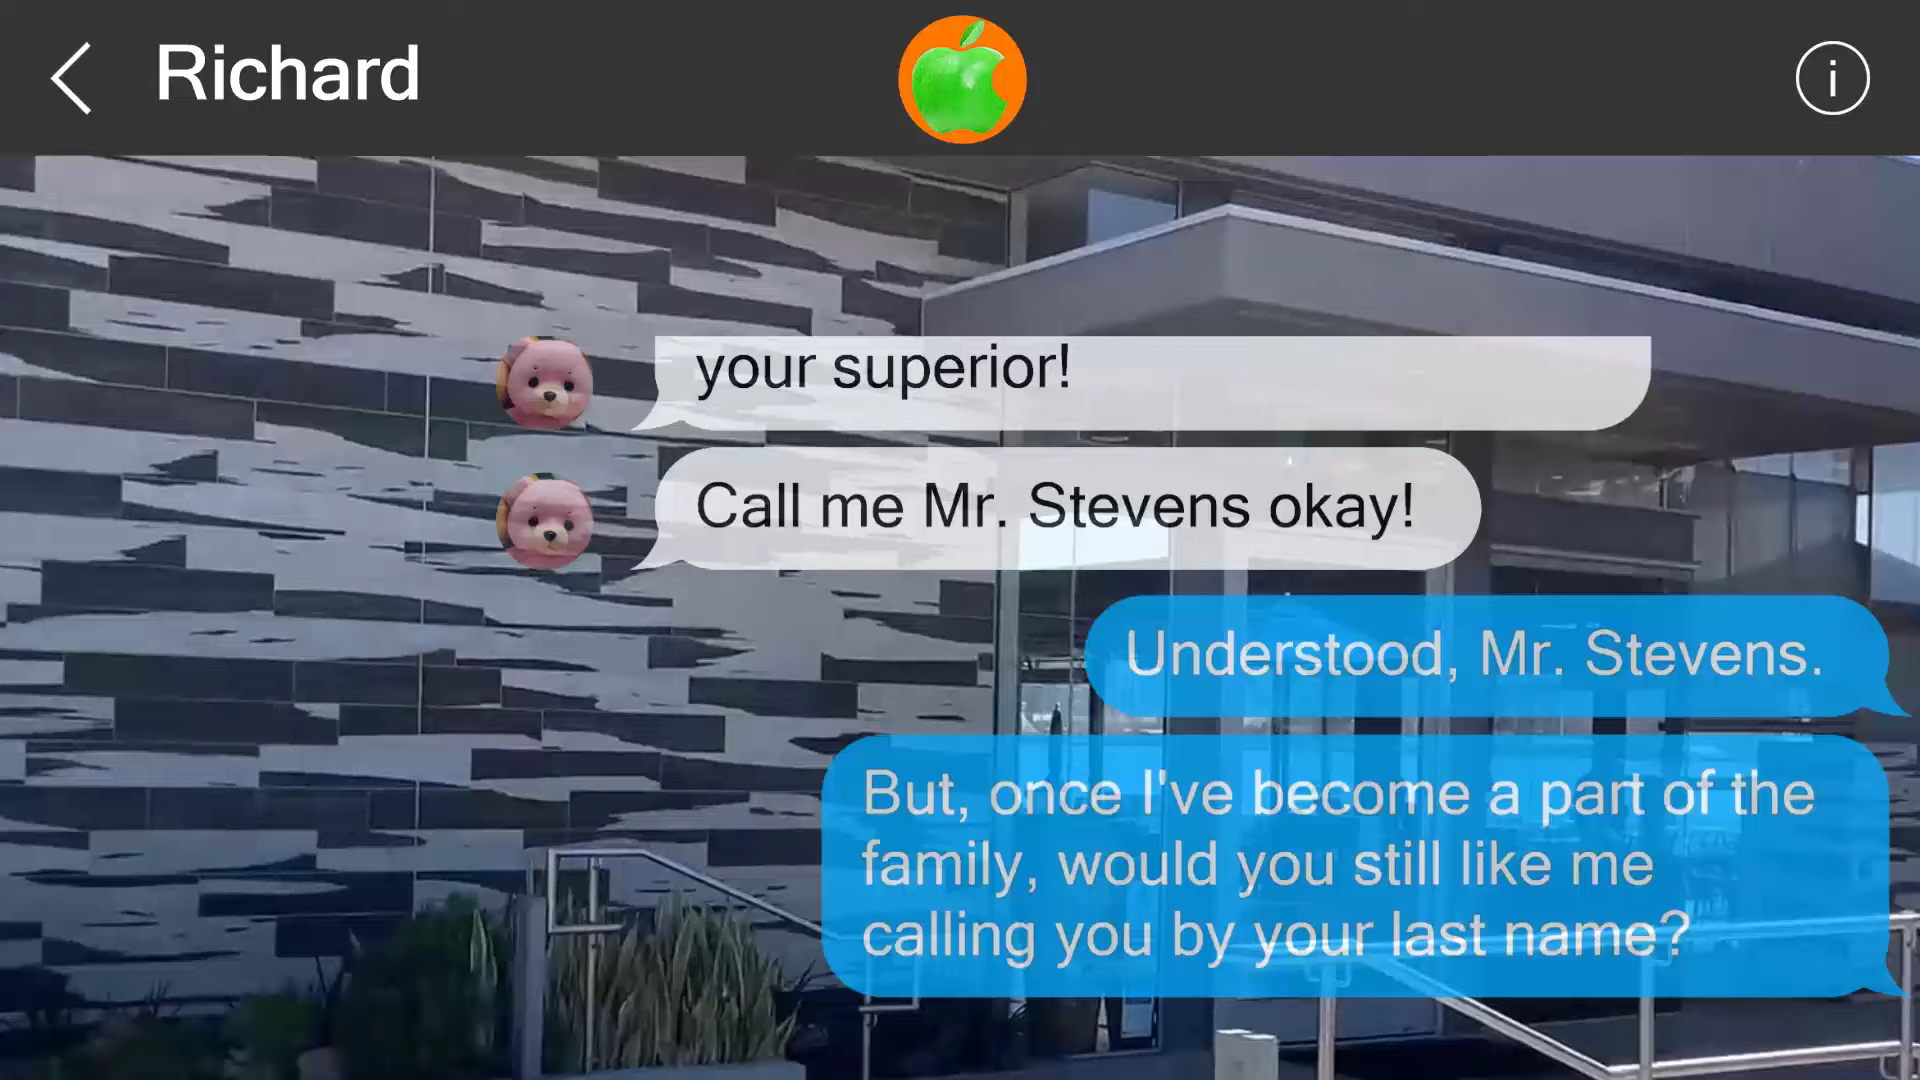 Richard
your superior!
Call me Mr. Stevens okay!
Understood, Mr. Stevens.
But, once I've become a part of the
family, would you still like me
calling you by your last name?